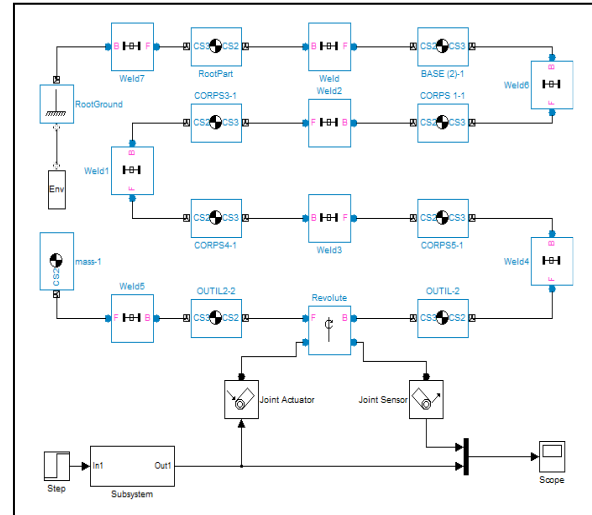 B F
CS3 CS2
B F
CS2 CS3
Weld7
RootPart
Weld
BASE (2)-1
B
F
Weld6
RootGround
CORPS3-1
Weld2
CORPS 1-1
CS2 CS3
F B
CS2 CS3
B
F
Weld1
Env
CS2 CS3
B F
CS2 CS3
CORPS4-1
Weld3
CORPS5-1
B
F
Weld4
CS2
mass-1
Weld5
OUTIL2-2
Revolute
OUTIL-2
F B
CS3 CS2
F B
CS3 CS2
Joint Actuator
Joint Sensor
In1 Out1
Step
Subsystem
Scope